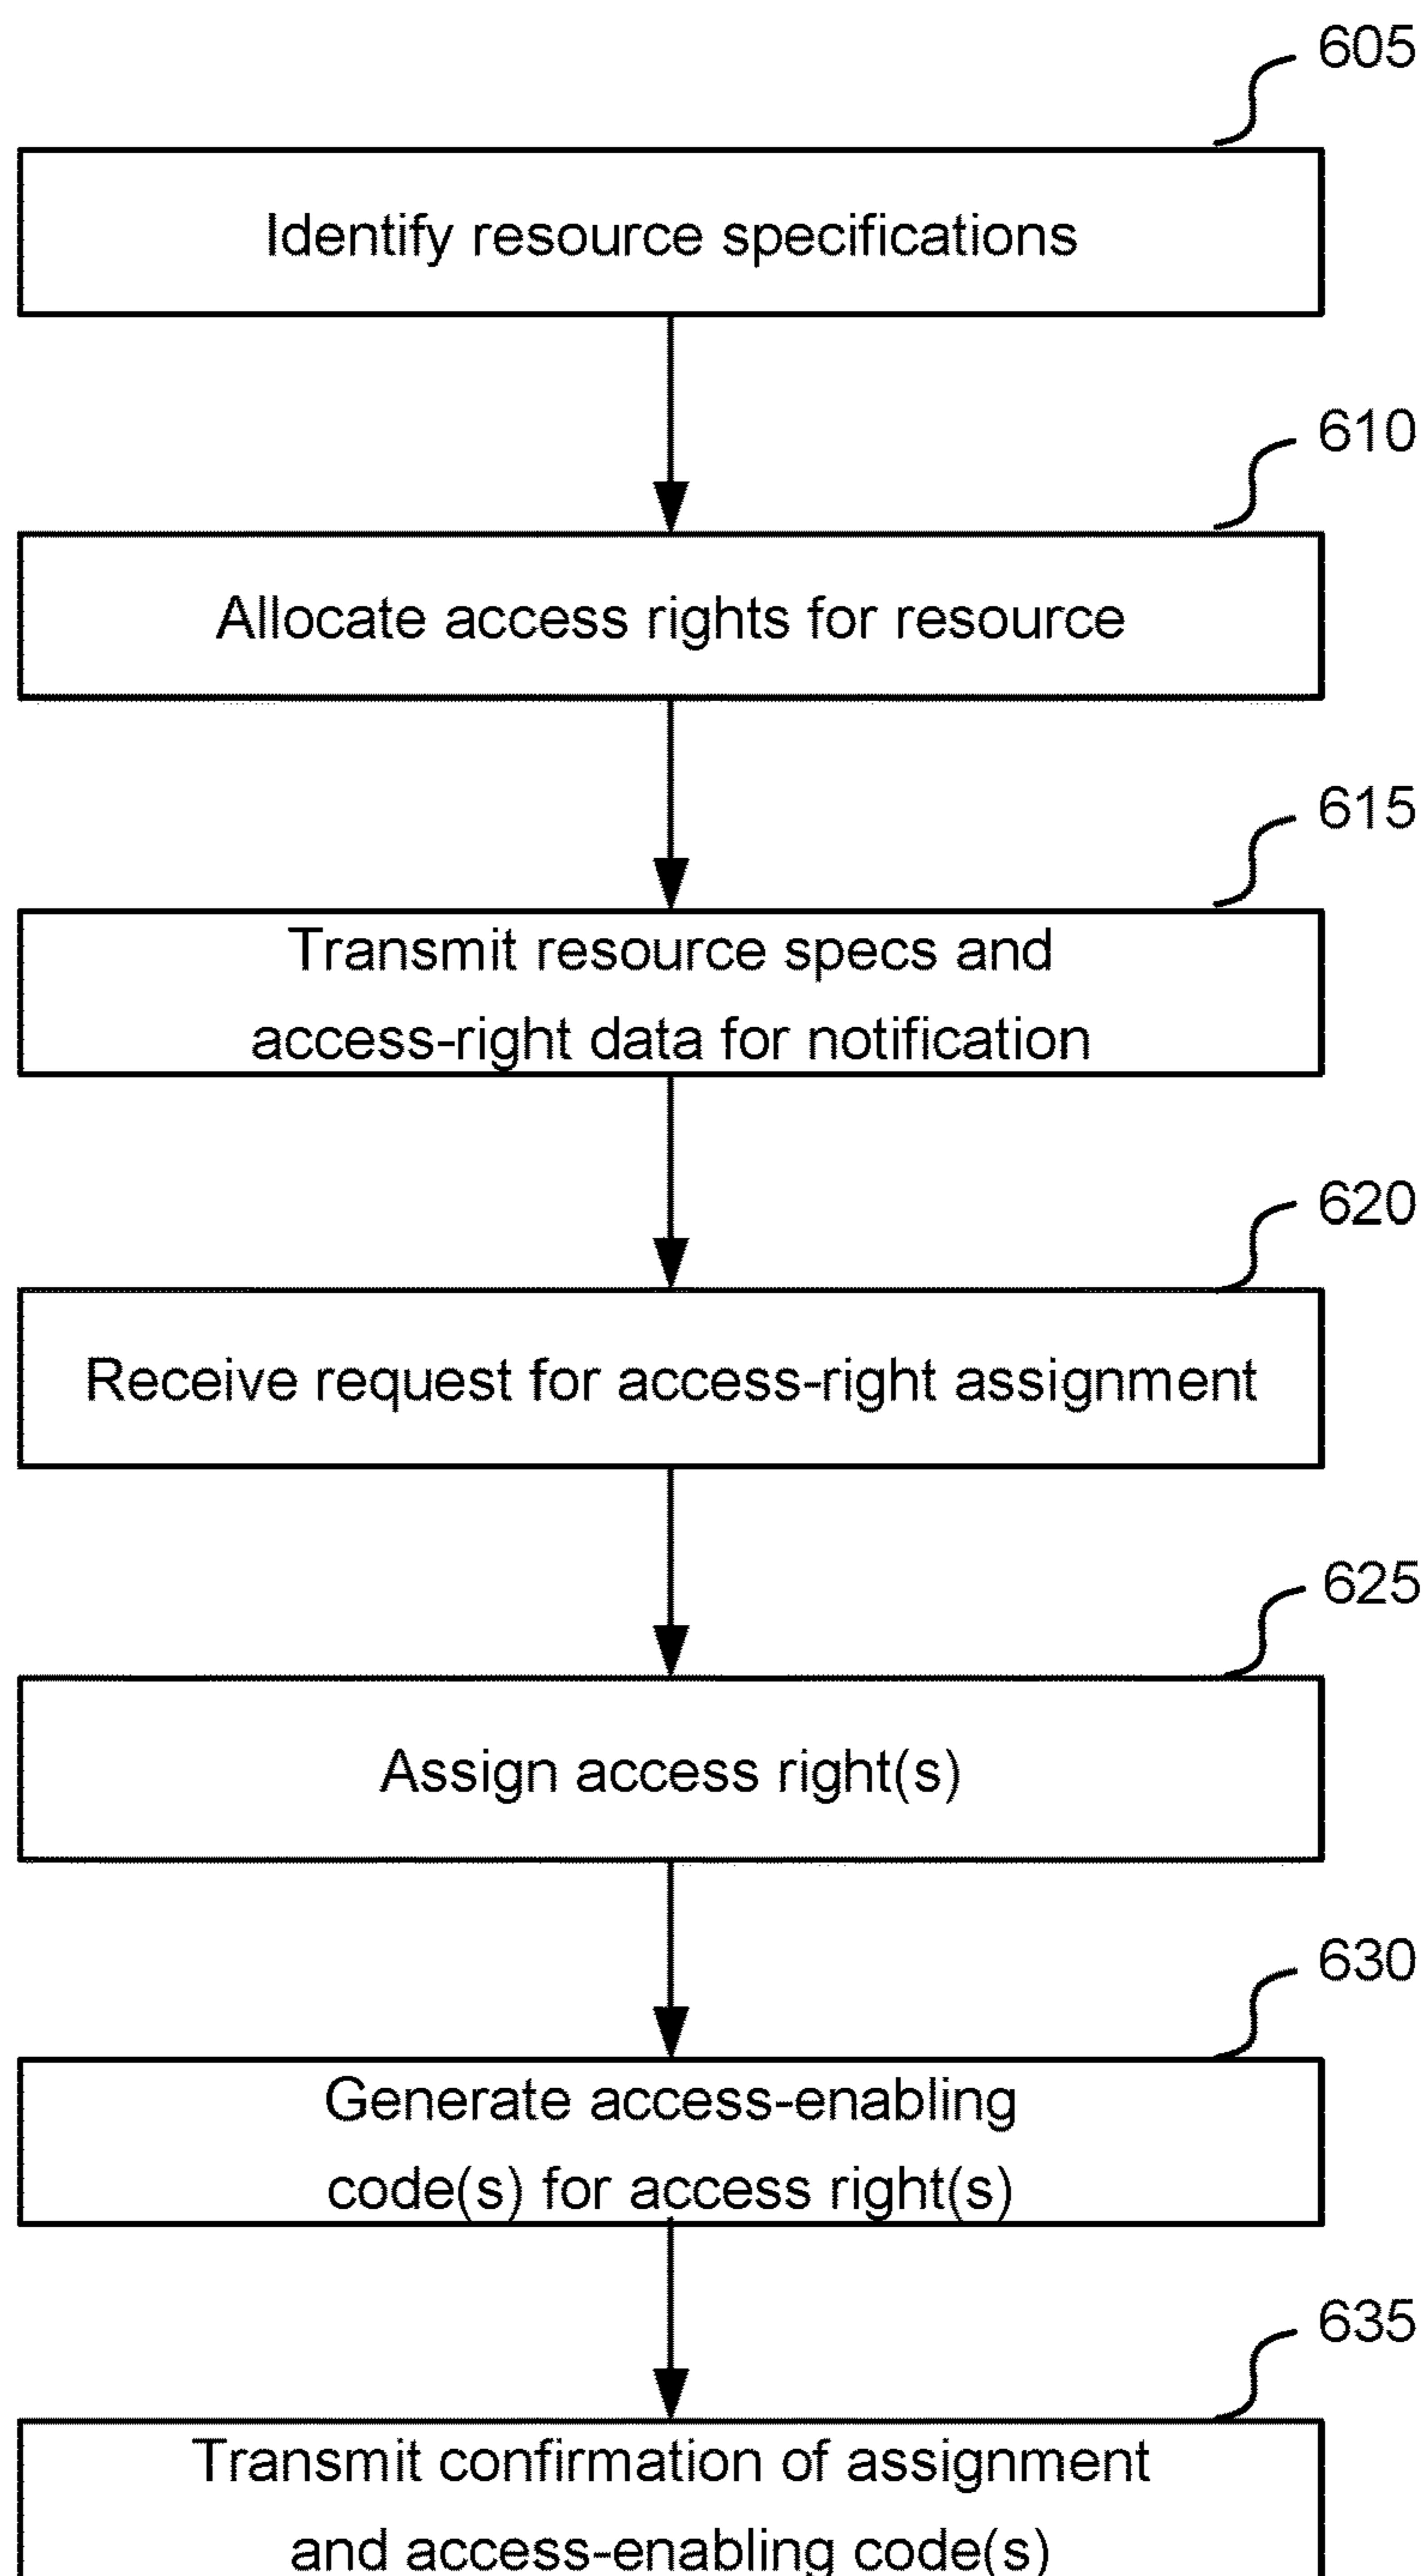 605
Identify resource specifications
610
Allocate access rights for resource
615
Transmit resource specs and
access-right data for notification
620
Receive request for access-right assignment
625
Assign access right(s)
630
Generate access-enabling
code(s) for access right(s)
635
Transmit confirmation of assignment
and access-enabling code(s)